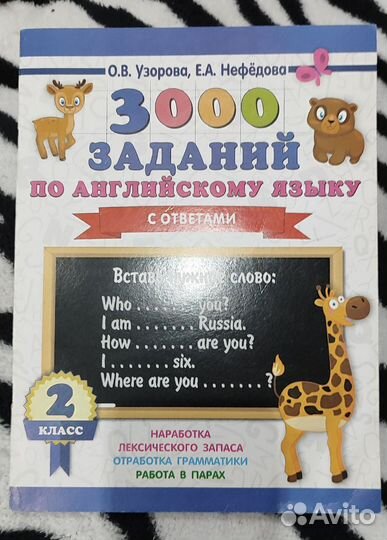 О.В. Узорова, Е.А. Нефёдова
3000
ЗАДАНИЙ
ПО АНГЛИЙСКОМУ ЯЗЫКУ
С ОТВЕТАМИ
слово:
Who . . . . . . . . you?
I am . . . . . . . Russia.
How . . . . . . . are you?
I . . . . . . . six.
Where are you . . . . . . . ?
2
КЛАСС
НАРАБОТКА
ЛЕКСИЧЕСКОГО ЗАПАСА
ОТРАБОТКА ГРАММАТИКИ
РАБОТА В ПАРАХ
Avito